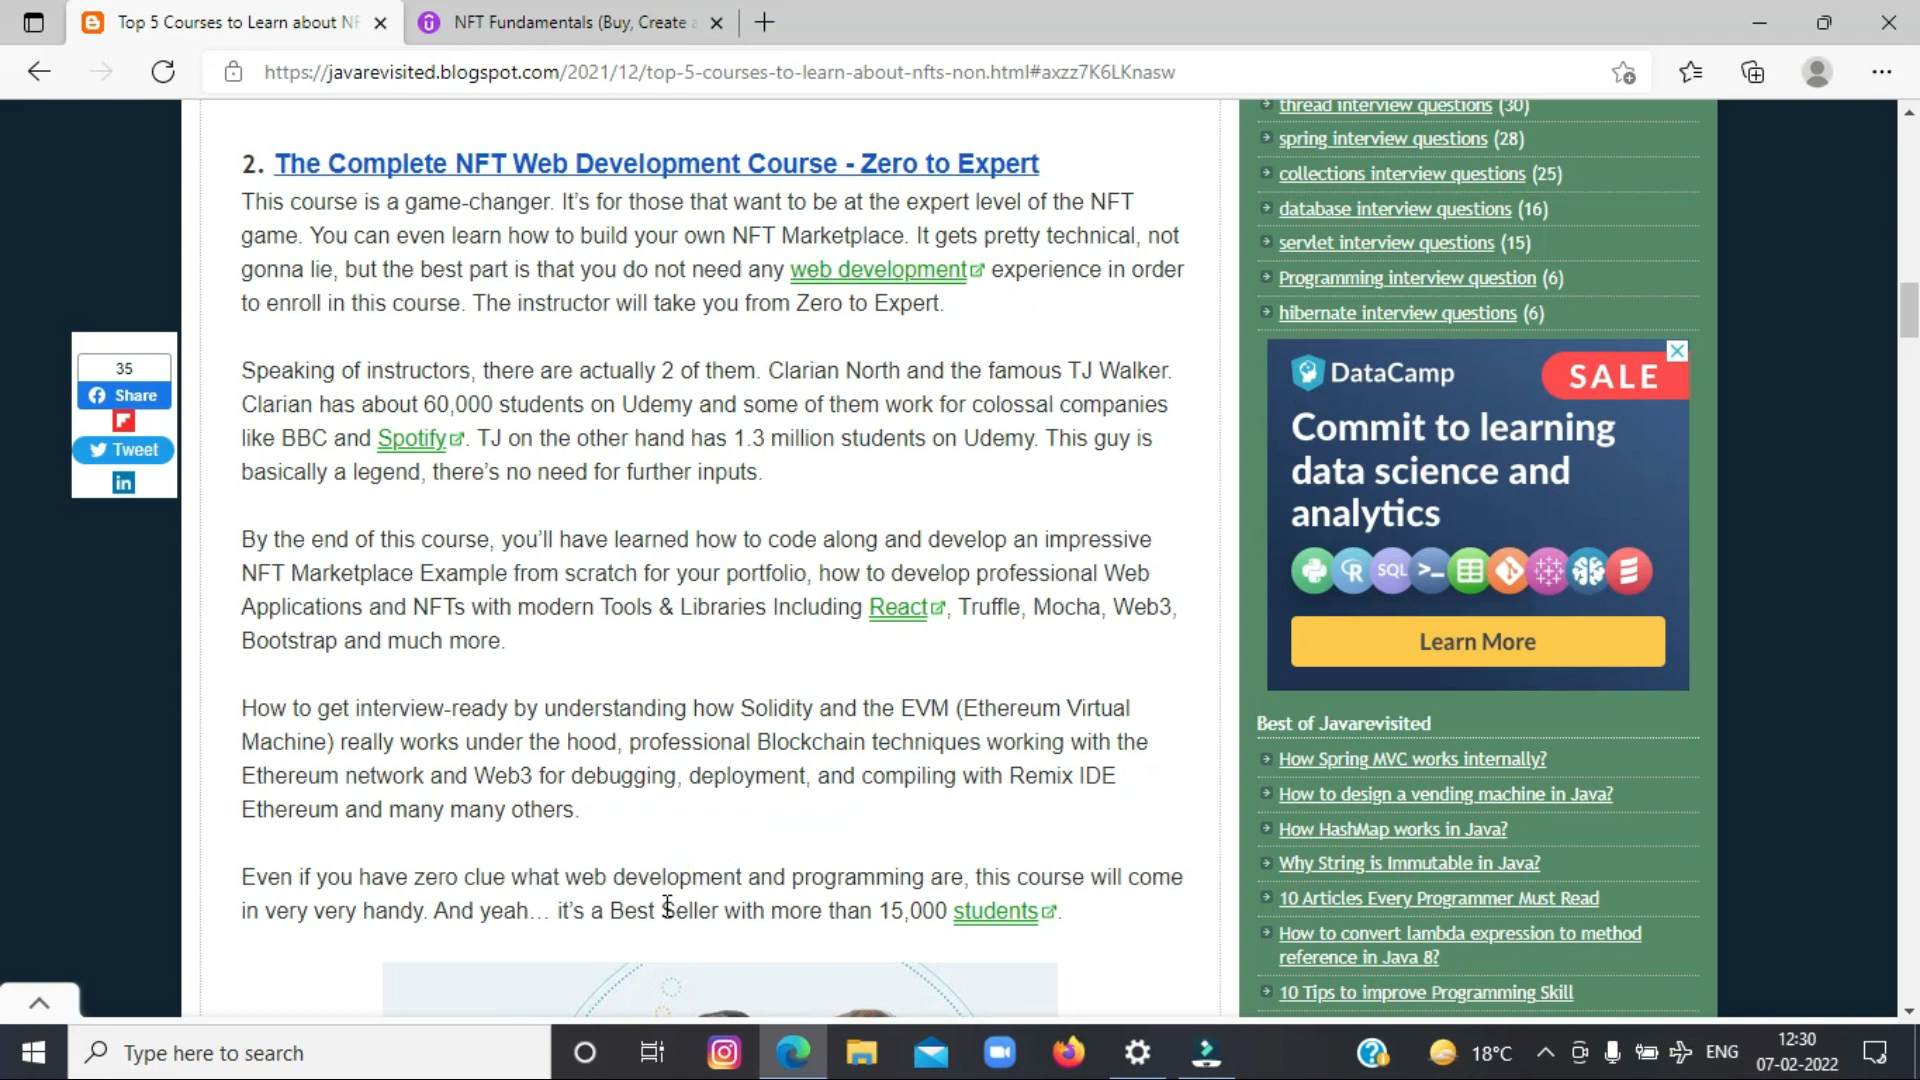 Top 5 Courses to Learn about NF
NFT Fundamentals (Buy, Create a
https://javarevisited.blogspot.com/2021/12/top-5-courses-to-learn-about-nfts-non.html#axzz7K6LKnasw
2. The Complete NFT Web Development Course - Zero to Expert
This course is a game-changer. It's for those that want to be at the expert level of the NFT
game. You can even learn how to build your own NFT Marketplace. It gets pretty technical, not
gonna lie, but the best part is that you do not need any web development experience in order
to enroll in this course. The instructor will take you from Zero to Expert.
Speaking of instructors, there are actually 2 of them. Clarian North and the famous TJ Walker.
Clarian has about 60,000 students on Udemy and some of them work for colossal companies
like BBC and Spotify. TJ on the other hand has 1.3 million students on Udemy. This guy is
basically a legend, there's no need for further inputs.
By the end of this course, you'll have learned how to code along and develop an impressive
NFT Marketplace Example from scratch for your portfolio, how to develop professional Web
Applications and NFTs with modern Tools & Libraries Including React, Truffle, Mocha, Web3,
Bootstrap and much more.
How to get interview-ready by understanding how Solidity and the EVM (Ethereum Virtual
Machine) really works under the hood, professional Blockchain techniques working with the
Ethereum network and Web3 for debugging, deployment, and compiling with Remix IDE
Ethereum and many many others.
Even if you have zero clue what web development and programming are, this course will come
in very very handy. And yeah... it's a Best Seller with more than 15,000 students.
35
Share
Tweet
in
thread interview questions (30)
spring interview questions (28)
collections interview questions (25)
database interview questions (16)
servlet interview questions (15)
Programming interview question (6)
hibernate interview questions (6)
DataCamp
SALE
Commit to learning
data science and
analytics
R SQL >_
Learn More
Best of Javarevisited
How Spring MVC works internally?
How to design a vending machine in Java?
How HashMap works in Java?
Why String is Immutable in Java?
10 Articles Every Programmer Must Read
How to convert lambda expression to method
reference in Java 8?
10 Tips to improve Programming Skill
Type here to search
18°C
ENG
12:30
07-02-2022